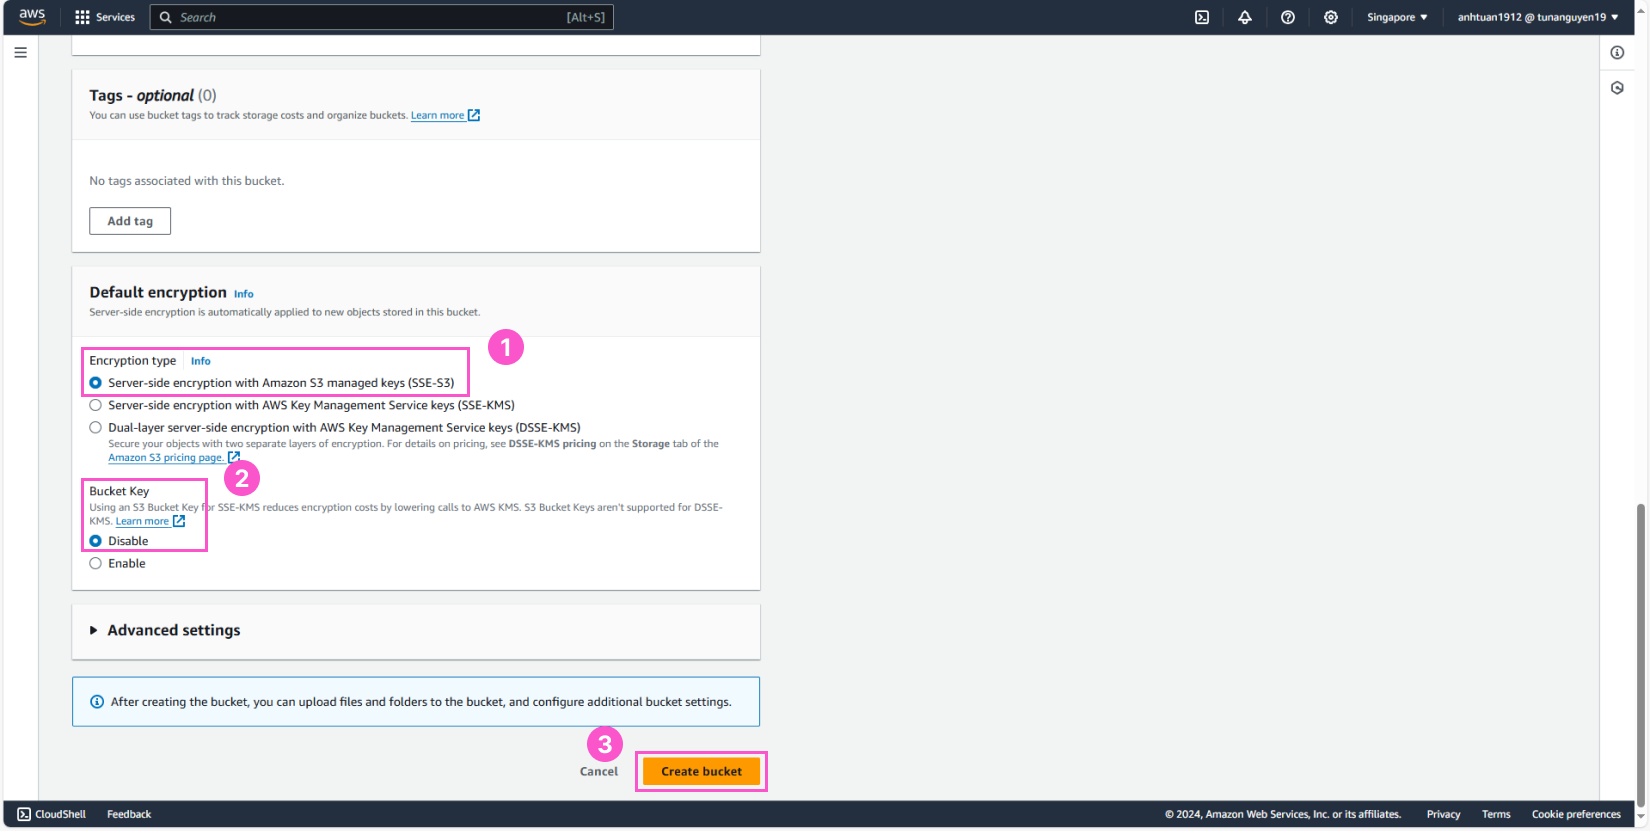 aws
Services
Search
[Alt+S]
Singapore
anhtuan1912 @ tunanguyen19
Tags - optional (0)
You can use bucket tags to track storage costs and organize buckets. Learn more
No tags associated with this bucket.
Add tag
Default encryption Info
Server-side encryption is automatically applied to new objects stored in this bucket.
1
Encryption type Info
Server-side encryption with Amazon S3 managed keys (SSE-S3)
Server-side encryption with AWS Key Management Service keys (SSE-KMS)
Dual-layer server-side encryption with AWS Key Management Service keys (DSSE-KMS)
Secure your objects with two separate layers of encryption. For details on pricing, see DSSE-KMS pricing on the Storage tab of the
Amazon S3 pricing page.
2
Bucket Key
Using an S3 Bucket Key for SSE-KMS reduces encryption costs by lowering calls to AWS KMS. S3 Bucket Keys aren't supported for DSSE-
KMS. Learn more
Disable
Enable
Advanced settings
After creating the bucket, you can upload files and folders to the bucket, and configure additional bucket settings.
3
Cancel
Create bucket
CloudShell
Feedback
© 2024, Amazon Web Services, Inc. or its affiliates.
Privacy
Terms
Cookie preferences